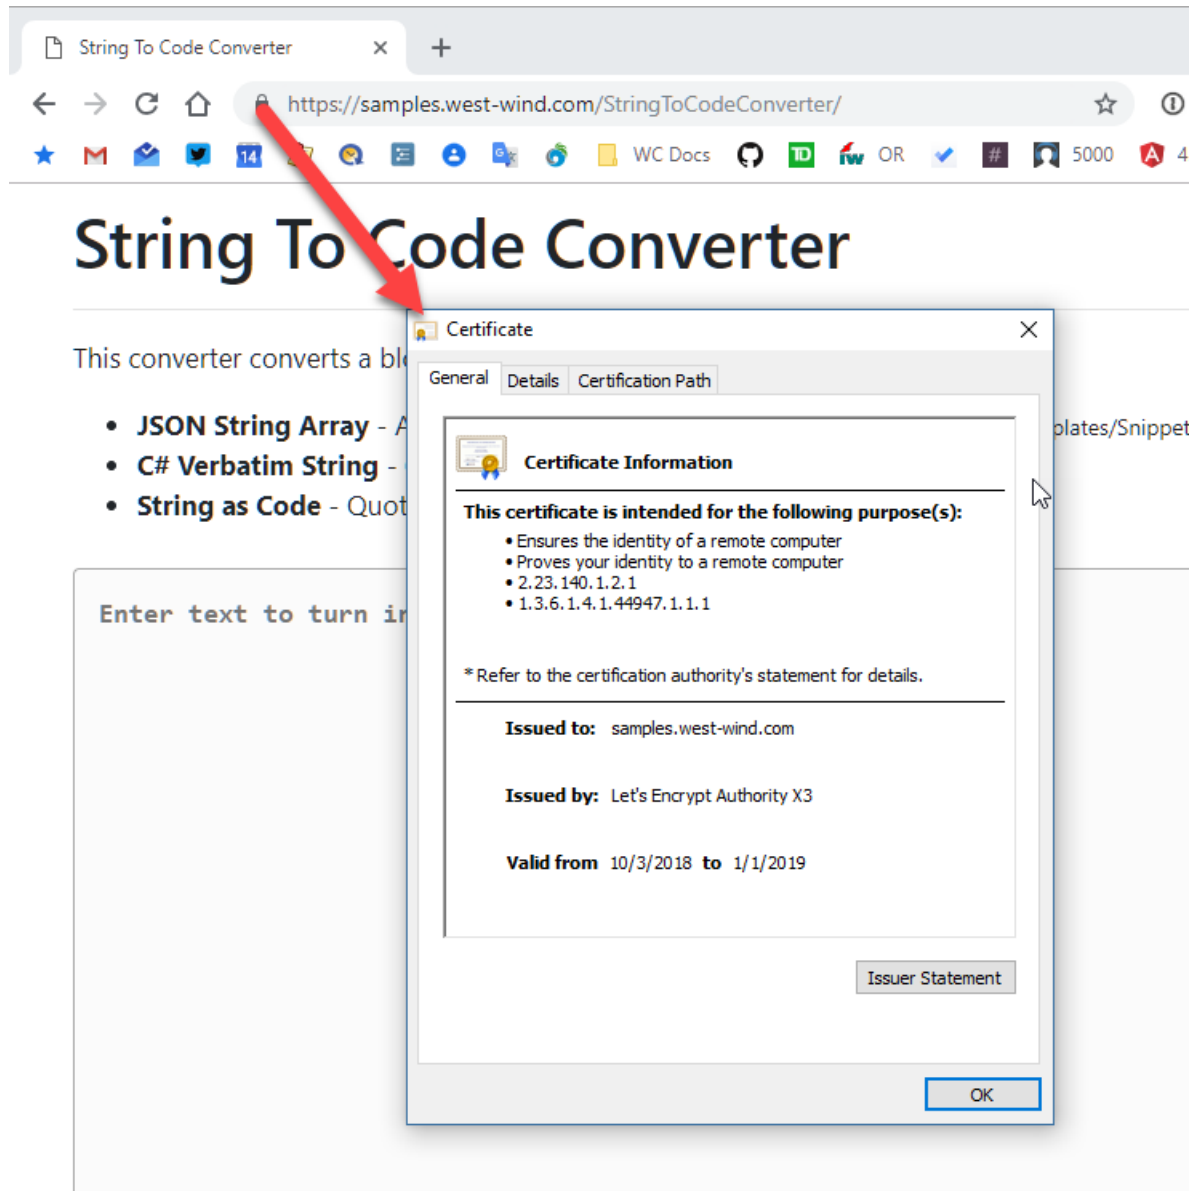 String To Code Converter
https://samples.west-wind.com/StringToCodeConverter/
14
WC Docs
TD
rw
OR
#
5000
4
String To Code Converter
This converter converts a
• JSON String Array -
plates/Snippet
• C# Verbatim String -
• String as Code - Quot
Enter text to turn
Certificate
General Details Certification Path
Certificate Information
This certificate is intended for the following purpose(s):
• Ensures the identity of a remote computer
• Proves your identity to a remote computer
• 2.23.140.1.2.1
• 1.3.6.1.4.1.44947.1.1.1
* Refer to the certification authority's statement for details.
Issued to: samples.west-wind.com
Issued by: Let's Encrypt Authority X3
Valid from 10/3/2018 to 1/1/2019
Issuer Statement
OK